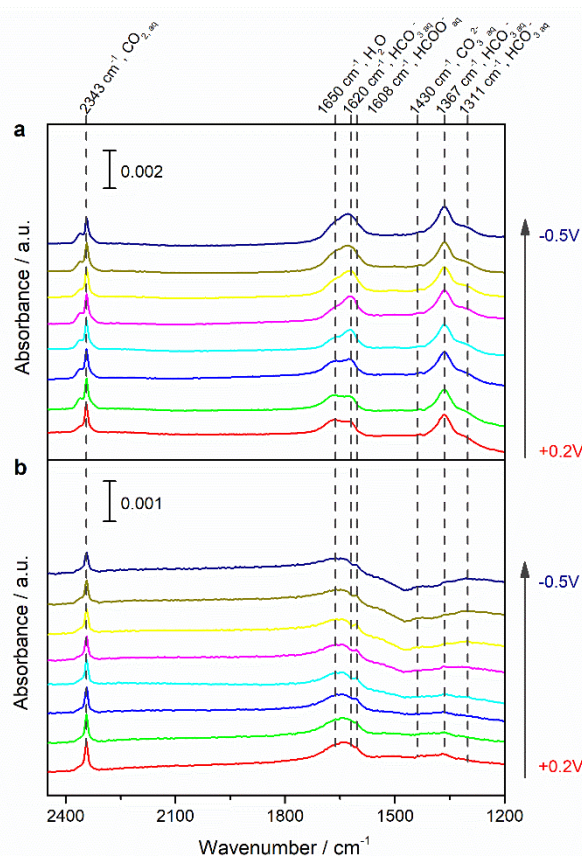 2343 cm⁻¹, CO₂,aq
1650 cm⁻¹, H₂O
1620 cm⁻¹, HCO₃⁻aq
1608 cm⁻¹, HCOO⁻aq
1430 cm⁻¹, CO₃²⁻aq
1367 cm⁻¹, HCO₃⁻aq
1311 cm⁻¹, HCO₃⁻aq
a
0.002
-0.5V
Absorbance / a.u.
+0.2V
b
0.001
-0.5V
Absorbance / a.u.
+0.2V
2400 2100 1800 1500 1200
Wavenumber / cm⁻¹